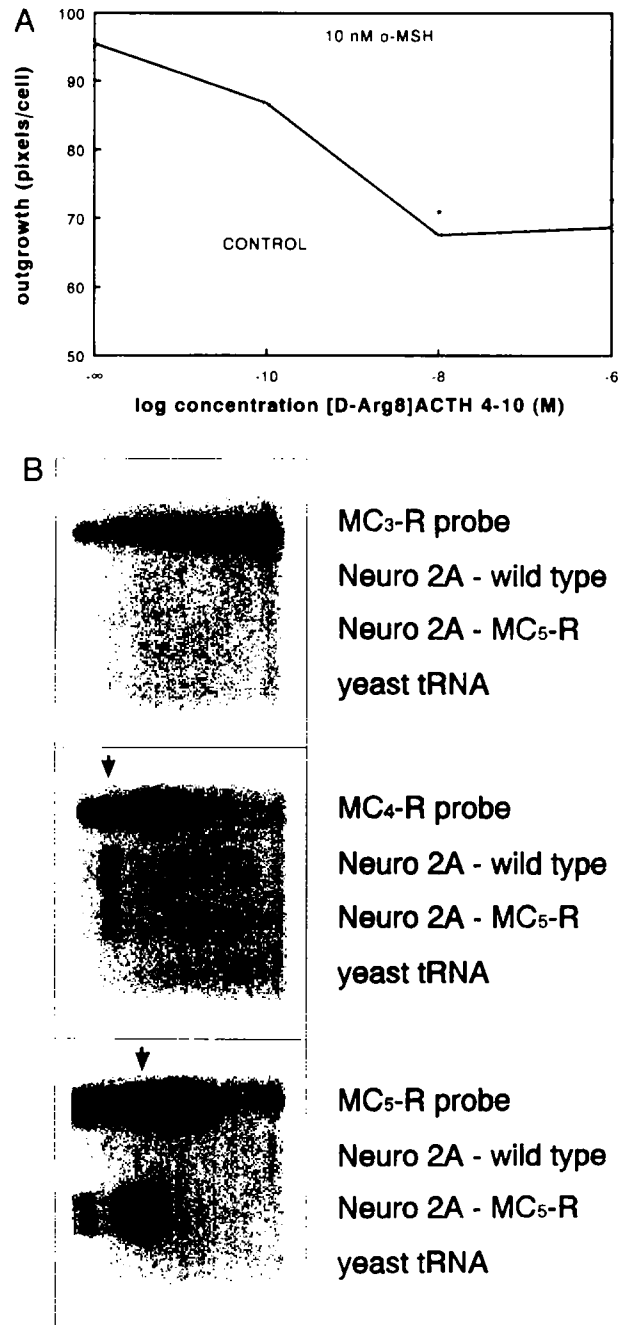 A
100
90
80
70
60
50
outgrowth (pixels/cell)
10 nM α-MSH
CONTROL
-∞
-10
-8
-6
log concentration [D-Arg8]ACTH 4-10 (M)
B
MC3-R probe
Neuro 2A - wild type
Neuro 2A - MC5-R
yeast tRNA
MC4-R probe
Neuro 2A - wild type
Neuro 2A - MC5-R
yeast tRNA
MC5-R probe
Neuro 2A - wild type
Neuro 2A - MC5-R
yeast tRNA